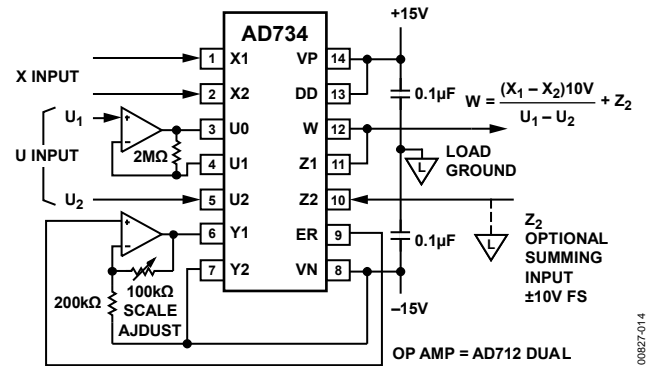 +15V
AD734
X INPUT
1 X1
2 X2
3 U0
4 U1
5 U2
6 Y1
7 Y2
VP 14
DD 13
W 12
Z1 11
Z2 10
ER 9
VN 8
U1
U INPUT
U2
+
–
2MΩ
+
–
200kΩ
100kΩ
SCALE
AJDUST
0.1µF
W = (X1 – X2)10V / U1 – U2 + Z2
L
LOAD
GROUND
L
Z2
OPTIONAL
SUMMING
INPUT
±10V FS
0.1µF
–15V
OP AMP = AD712 DUAL
00827-014